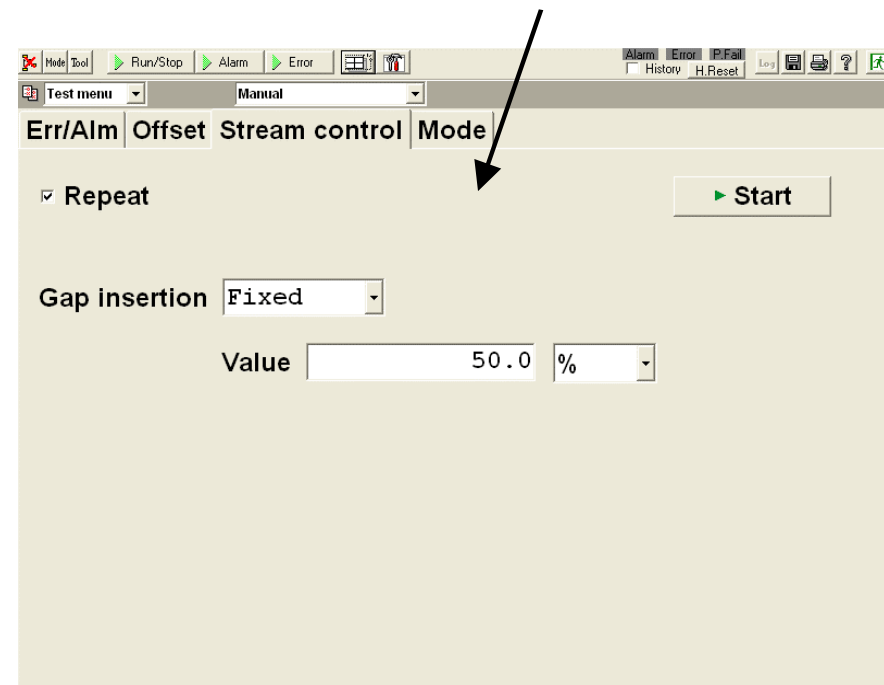 Mode Tool Run/Stop Alarm Error Alarm Error P.Fail
History H.Reset Log ?
Test menu Manual
Err/Alm Offset Stream control Mode
Repeat Start
Gap insertion Fixed
Value 50.0 %